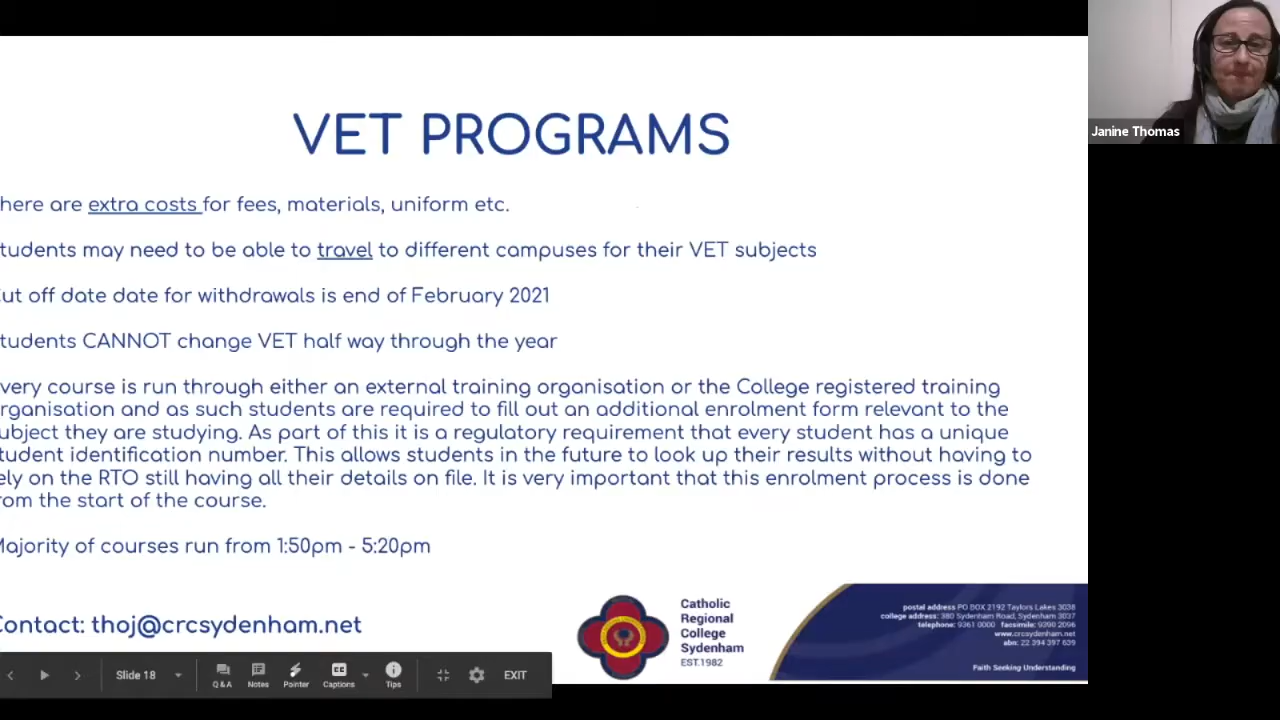 VET PROGRAMS
Janine Thomas
here are extra costs for fees, materials, uniform etc.
tudents may need to be able to travel to different campuses for their VET subjects
ut off date date for withdrawals is end of February 2021
tudents CANNOT change VET half way through the year
very course is run through either an external training organisation or the College registered training
rganisation and as such students are required to fill out an additional enrolment form relevant to the
ubject they are studying. As part of this it is a regulatory requirement that every student has a unique
tudent identification number. This allows students in the future to look up their results without having to
ely on the RTO still having all their details on file. It is very important that this enrolment process is done
rom the start of the course.
Majority of courses run from 1:50pm - 5:20pm
Contact: thoj@crcsydenham.net
Catholic
Regional
College
Sydenham
EST.1982
postal address PO BOX 2192 Taylors Lakes 3038
college address: 380 Sydenham Road, Sydenham 3037
telephone: 9361 0000 facsimile: 9390 2096
www.crcsydenham.net
abn: 22 394 397 639
Faith Seeking Understanding
Slide 18
Q & A
Notes
Pointer
Captions
Tips
EXIT